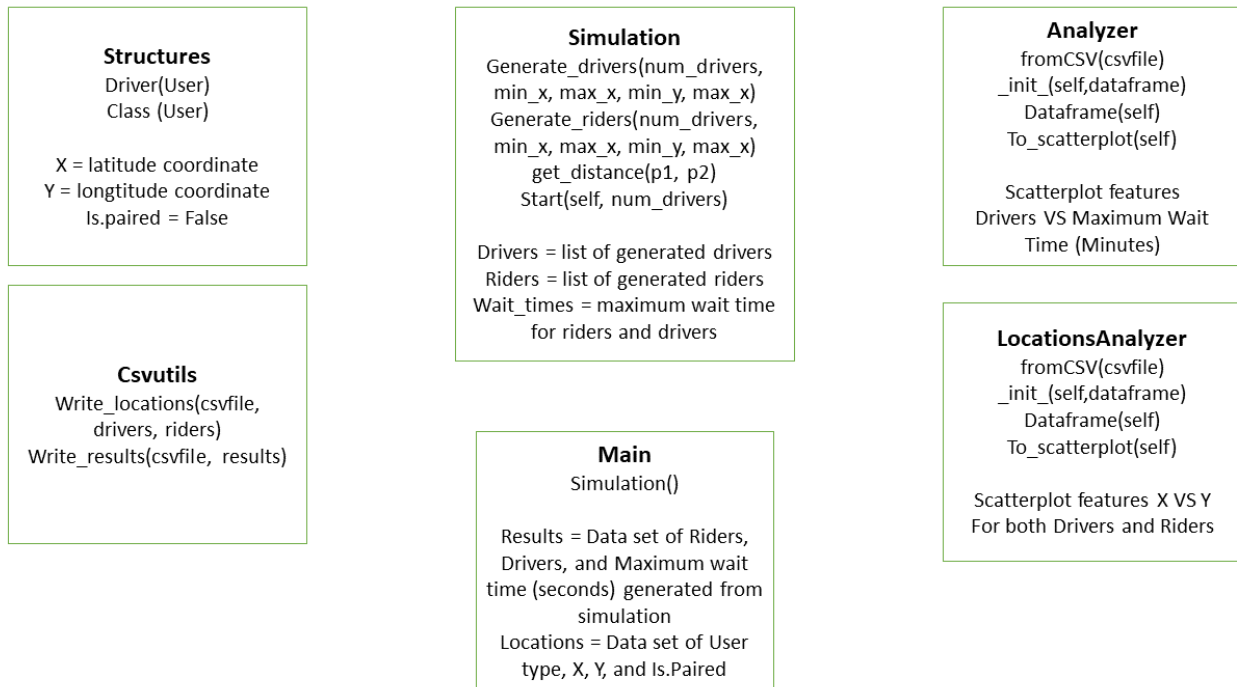 Structures
Driver(User)
Class (User)
X = latitude coordinate
Y = longtitude coordinate
Is.paired = False
Csvutils
Write_locations(csvfile,
drivers, riders)
Write_results(csvfile, results)
Simulation
Generate_drivers(num_drivers,
min_x, max_x, min_y, max_x)
Generate_riders(num_drivers,
min_x, max_x, min_y, max_x)
get_distance(p1, p2)
Start(self, num_drivers)
Drivers = list of generated drivers
Riders = list of generated riders
Wait_times = maximum wait time
for riders and drivers
Main
Simulation()
Results = Data set of Riders,
Drivers, and Maximum wait
time (seconds) generated from
simulation
Locations = Data set of User
type, X, Y, and Is.Paired
Analyzer
fromCSV(csvfile)
_init_(self,dataframe)
Dataframe(self)
To_scatterplot(self)
Scatterplot features
Drivers VS Maximum Wait
Time (Minutes)
LocationsAnalyzer
fromCSV(csvfile)
_init_(self,dataframe)
Dataframe(self)
To_scatterplot(self)
Scatterplot features X VS Y
For both Drivers and Riders